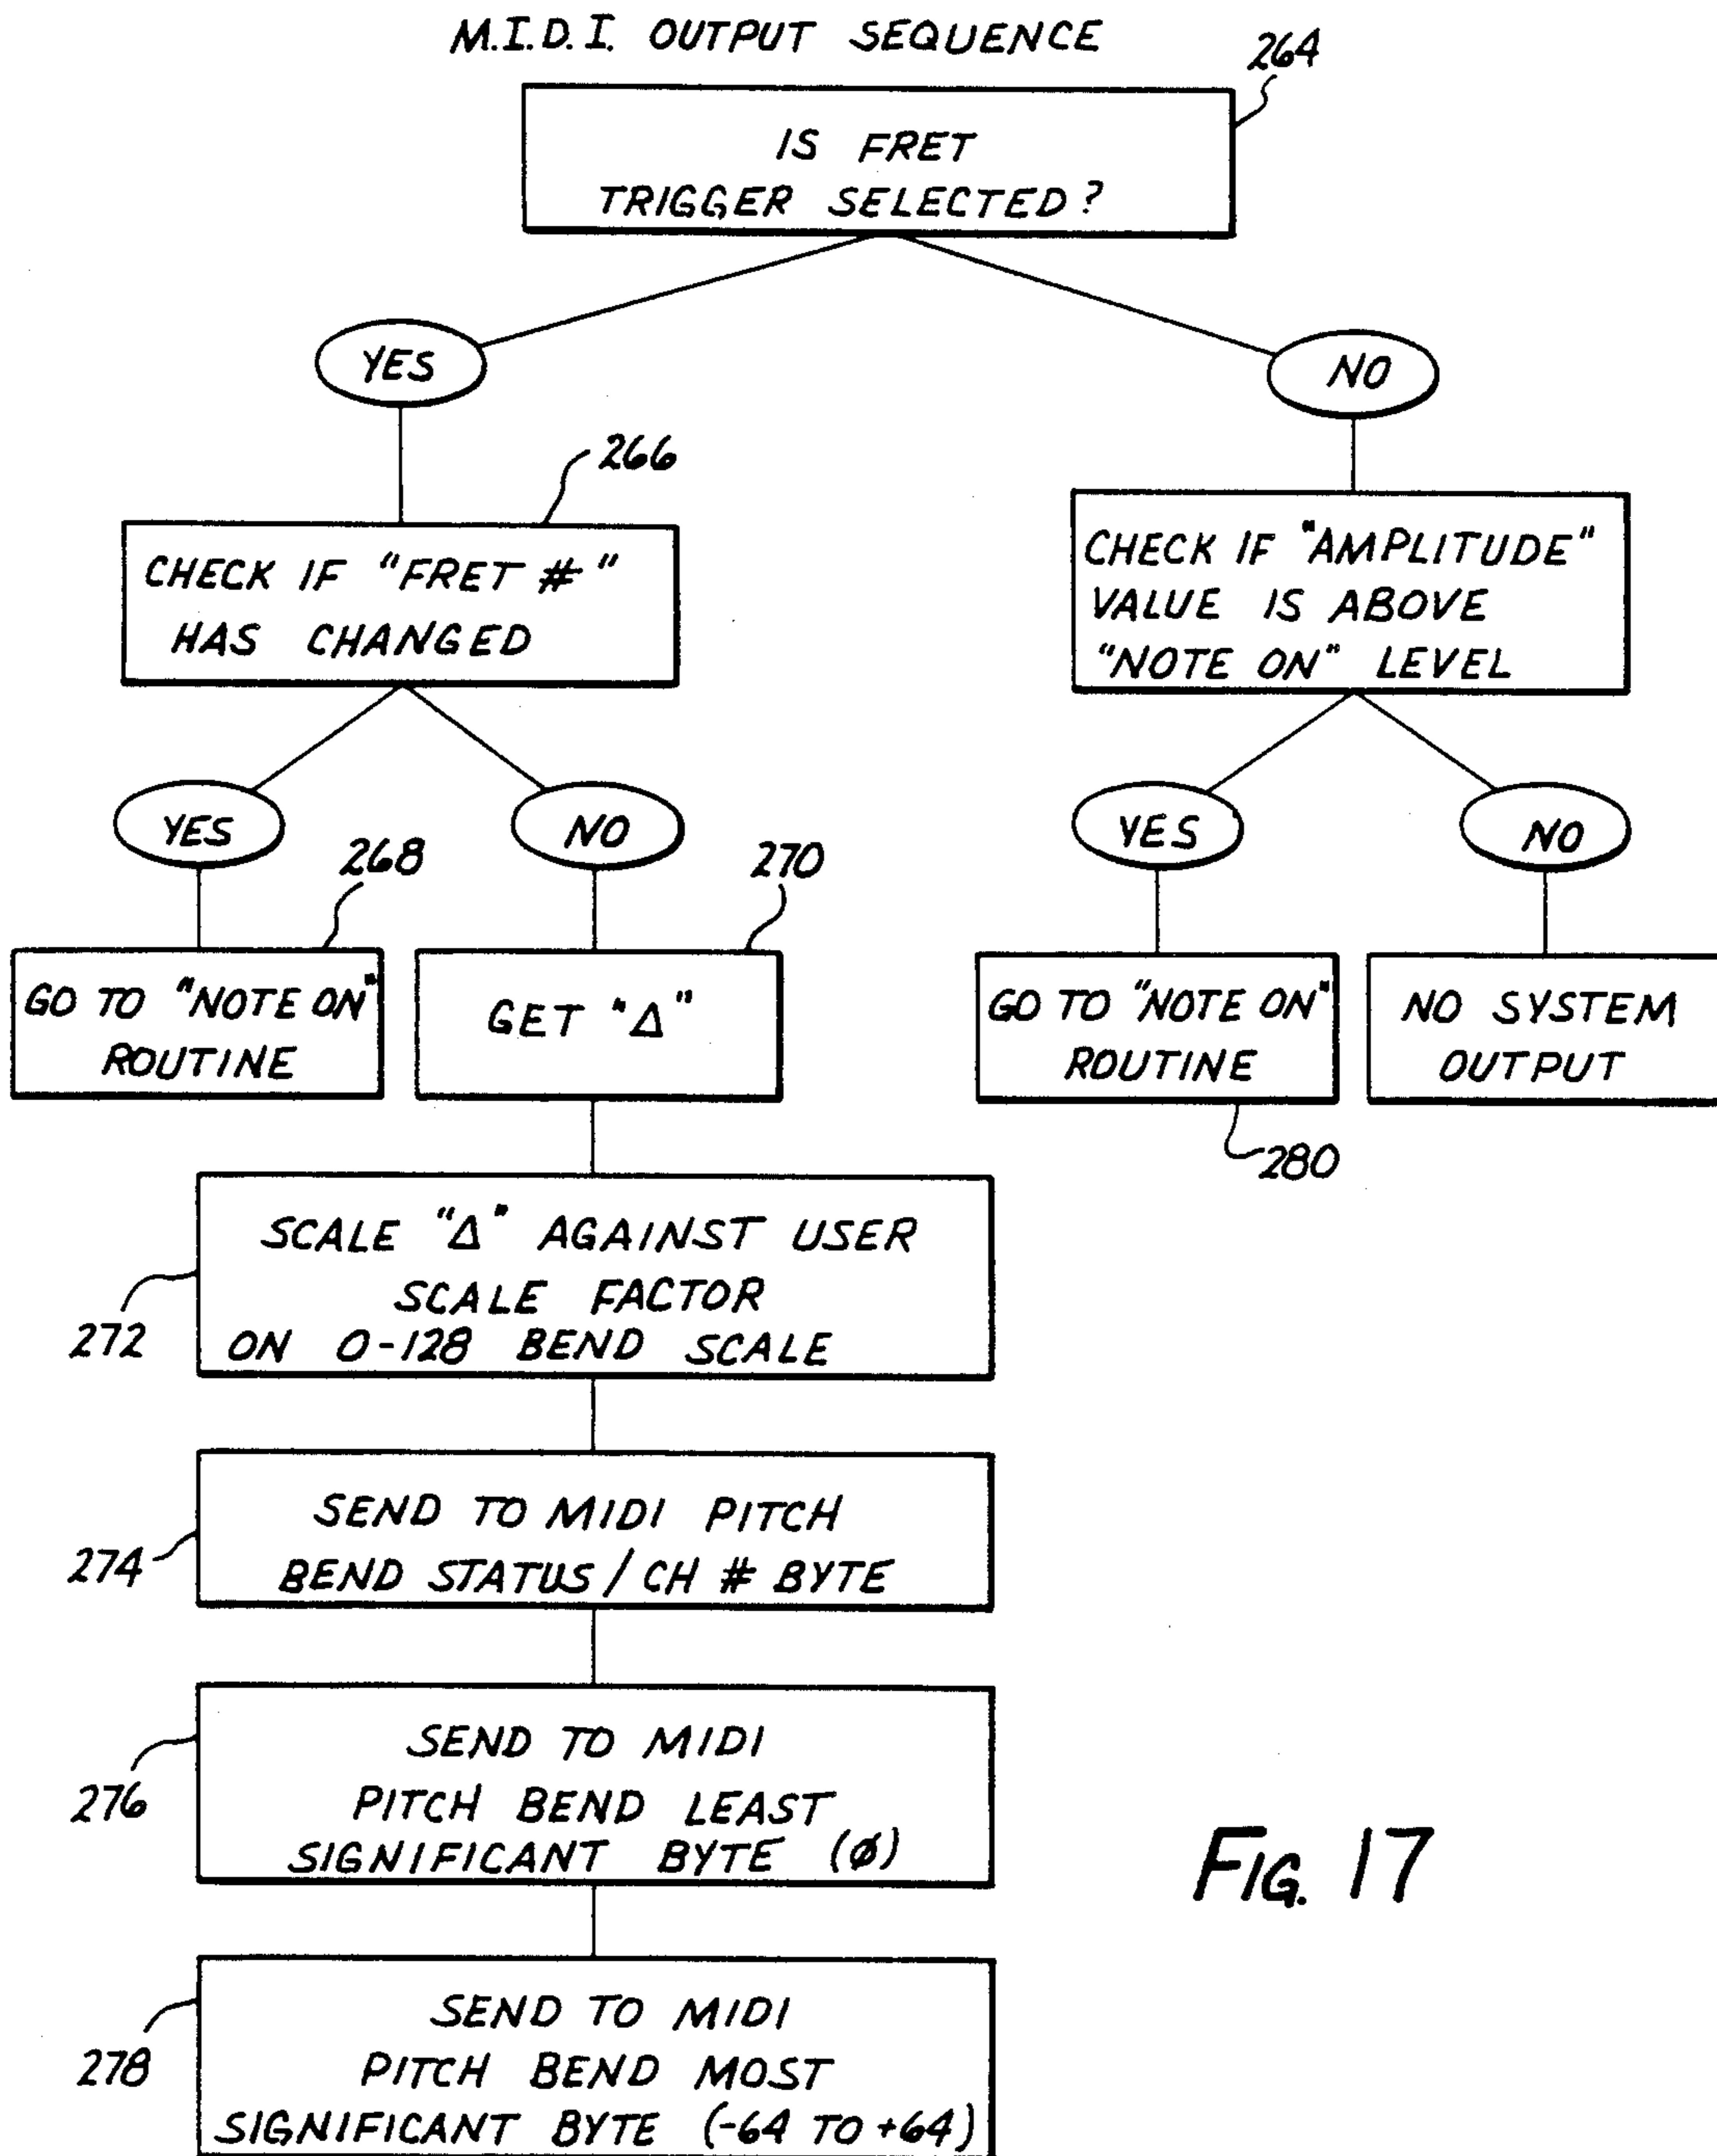 M.I.D.I. OUTPUT SEQUENCE
264
IS FRET
TRIGGER SELECTED?
YES
NO
266
CHECK IF "FRET #"
HAS CHANGED
CHECK IF "AMPLITUDE"
VALUE IS ABOVE
"NOTE ON" LEVEL
YES
NO
YES
NO
268
270
GO TO "NOTE ON"
ROUTINE
GET "Δ"
GO TO "NOTE ON"
ROUTINE
NO SYSTEM
OUTPUT
280
SCALE "Δ" AGAINST USER
SCALE FACTOR
ON 0-128 BEND SCALE
272
SEND TO MIDI PITCH
BEND STATUS / CH # BYTE
274
SEND TO MIDI
PITCH BEND LEAST
SIGNIFICANT BYTE (ø)
276
FIG. 17
SEND TO MIDI
PITCH BEND MOST
SIGNIFICANT BYTE (-64 TO +64)
278